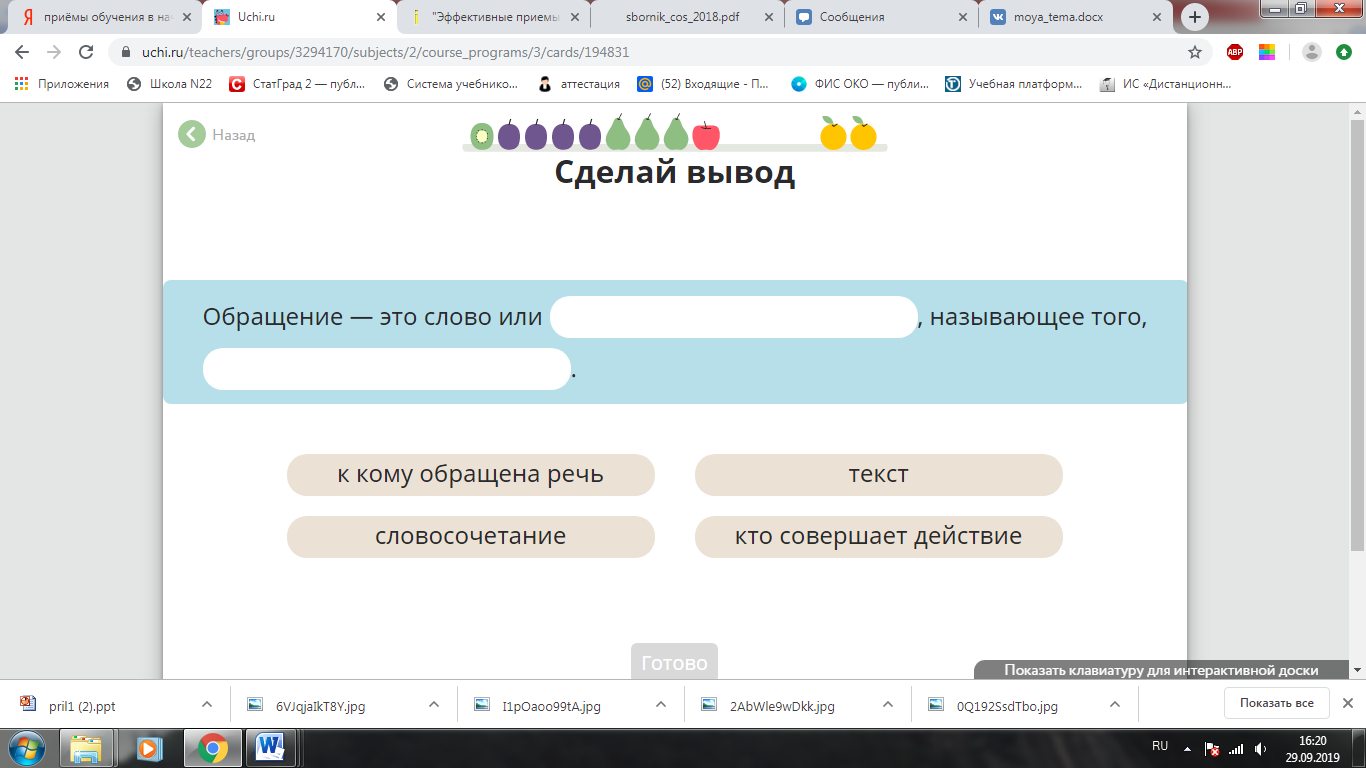 приёмы обучения в нач
Uchi.ru
"Эффективные приемы
sbornik_cos_2018.pdf
Сообщения
moya_tema.docx
uchi.ru/teachers/groups/3294170/subjects/2/course_programs/3/cards/194831
ABP
Приложения
Школа N22
СтатГрад 2 — публ...
Система учебнико...
аттестация
(52) Входящие - П...
ФИС ОКО — публи...
Учебная платформ...
ИС «Дистанционн...
Назад
Сделай вывод
Обращение — это слово или , называющее того,
.
к кому обращена речь
текст
словосочетание
кто совершает действие
Готово
Показать клавиатуру для интерактивной доски
pril1 (2).ppt
6VJqjaIkT8Y.jpg
I1pOaoo99tA.jpg
2AbWle9wDkk.jpg
0Q192SsdTbo.jpg
Показать все
RU
16:20
29.09.2019